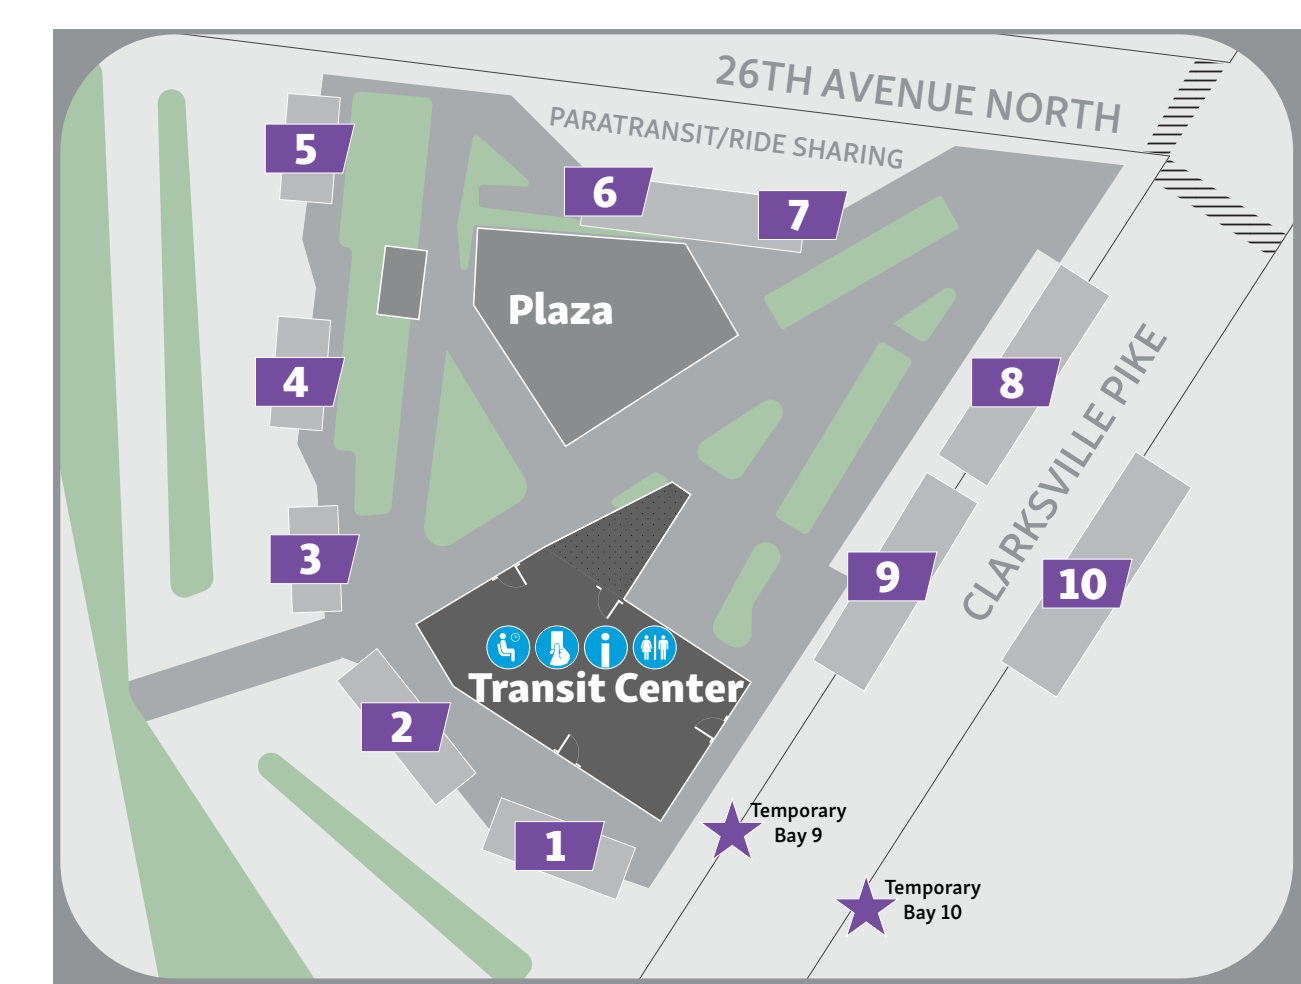 26TH AVENUE NORTH
PARATRANSIT/RIDE SHARING
5
6
7
Plaza
4
8
CLARKSVILLE PIKE
3
9
10
Transit Center
2
1
Temporary
Bay 9
Temporary
Bay 10